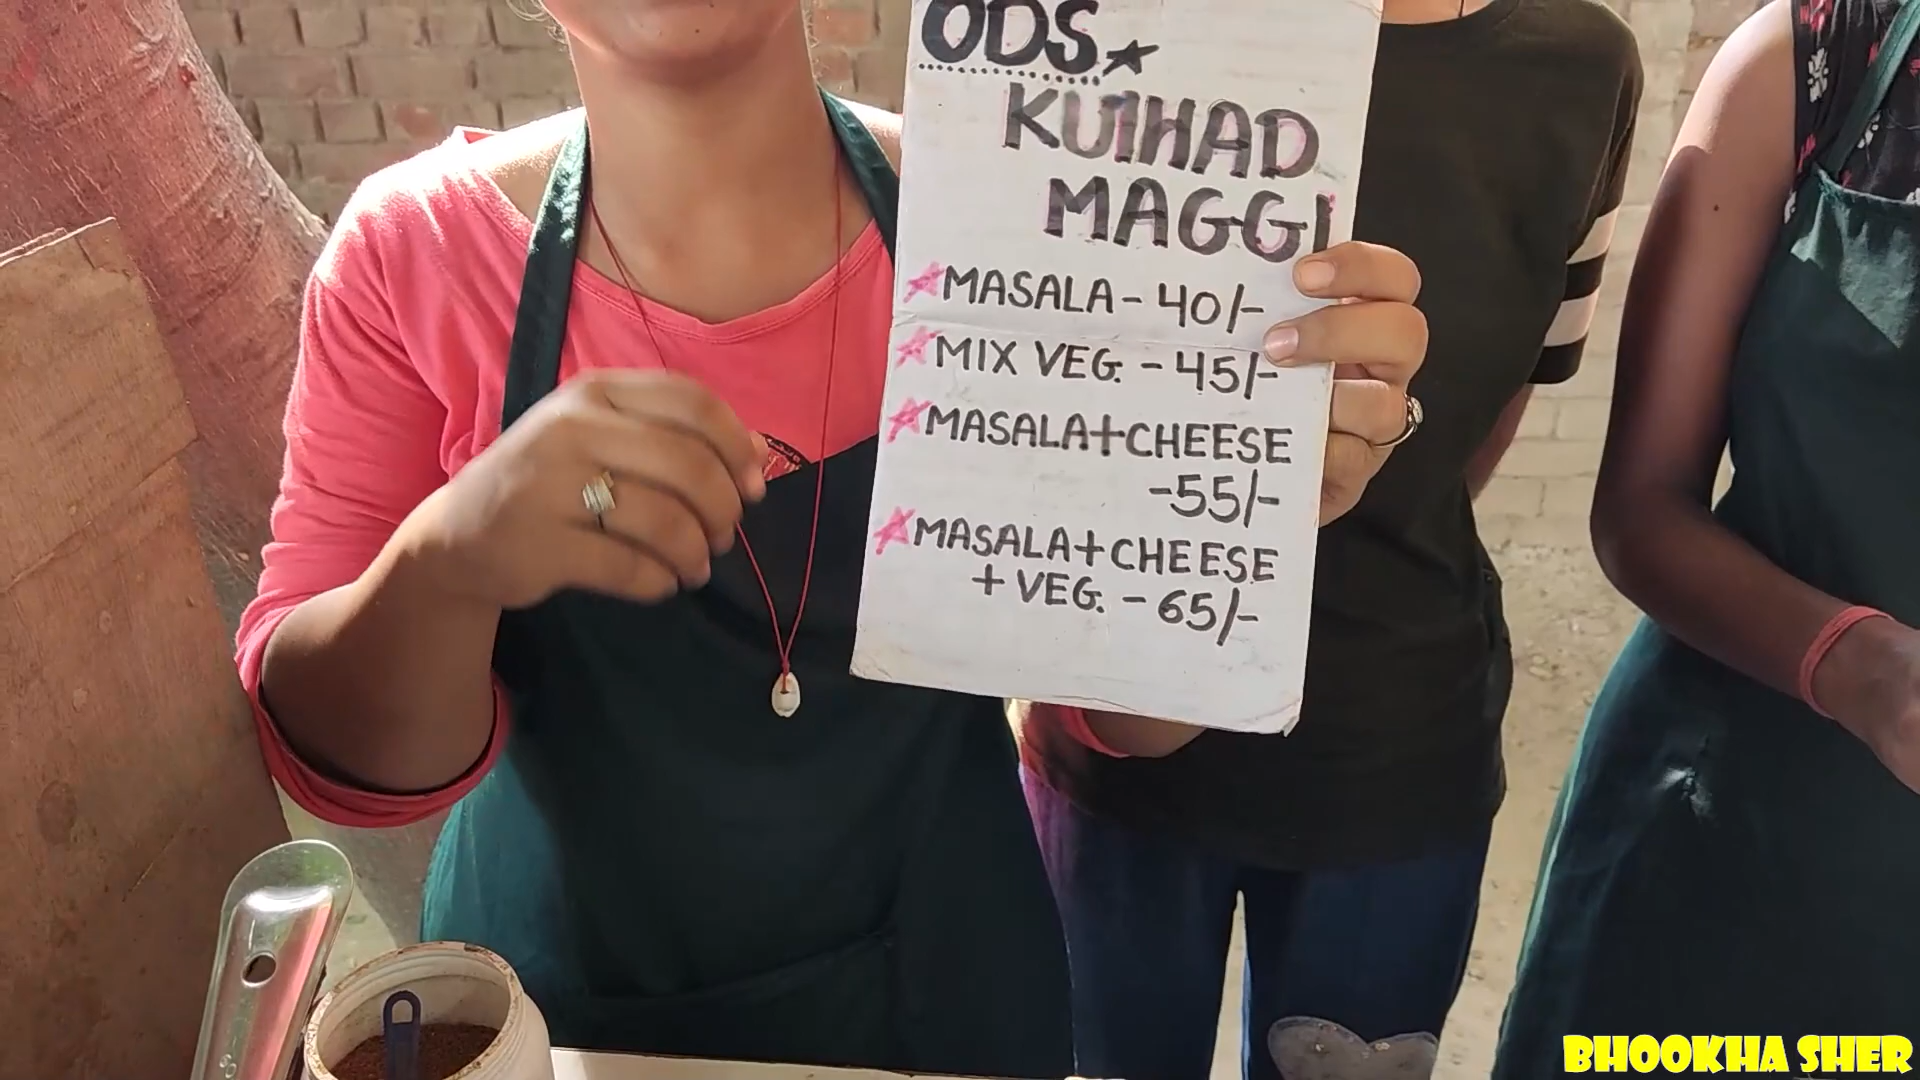 ODS
KULHAD
MAGGI
MASALA - 40/-
MIX VEG. - 45/-
MASALA+CHEESE
-55/-
MASALA+CHEESE
+ VEG. - 65/-
BHOOKHA SHER